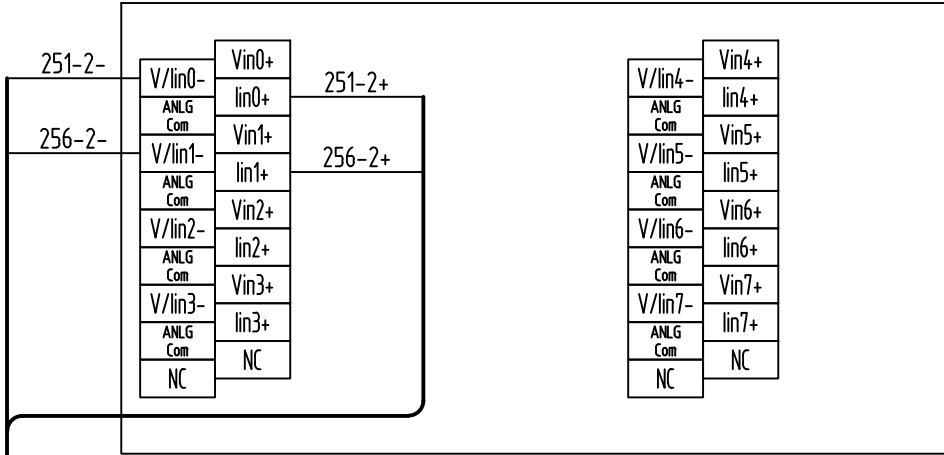 251-2-
V/Iin0-
ANLG
Com
256-2-
V/Iin1-
ANLG
Com
V/Iin2-
ANLG
Com
V/Iin3-
ANLG
Com
NC
Vin0+
Iin0+
251-2+
Vin1+
Iin1+
256-2+
Vin2+
Iin2+
Vin3+
Iin3+
NC
V/Iin4-
ANLG
Com
V/Iin5-
ANLG
Com
V/Iin6-
ANLG
Com
V/Iin7-
ANLG
Com
NC
Vin4+
Iin4+
Vin5+
Iin5+
Vin6+
Iin6+
Vin7+
Iin7+
NC